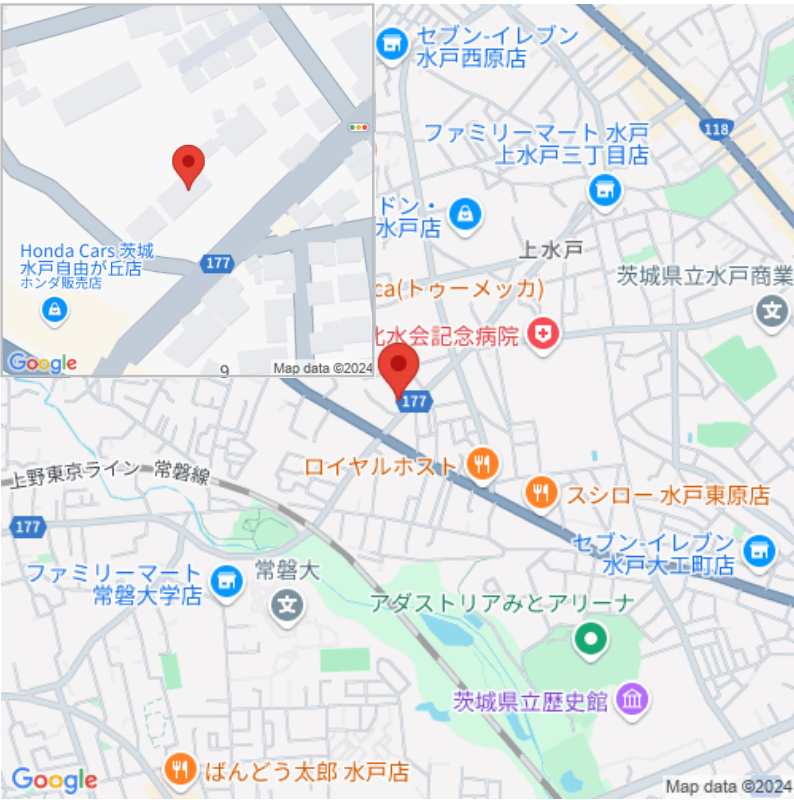 177
Honda Cars 茨城
水戸自由が丘店
ホンダ販売店
9
Google
Map data ©2024
セブン-イレブン
水戸西原店
118
ファミリーマート 水戸
上水戸三丁目店
ドン・
水戸店
上水戸
ca(トゥーメッカ)
茨城県立水戸商業
北水会記念病院
177
ロイヤルホスト
上野東京ライン 常磐線
スシロー 水戸東原店
177
セブン-イレブン
水戸大工町店
ファミリーマート
常磐大学店
常磐大
アダストリアみとアリーナ
茨城県立歴史館
ばんどう太郎 水戸店
Google
Map data ©2024